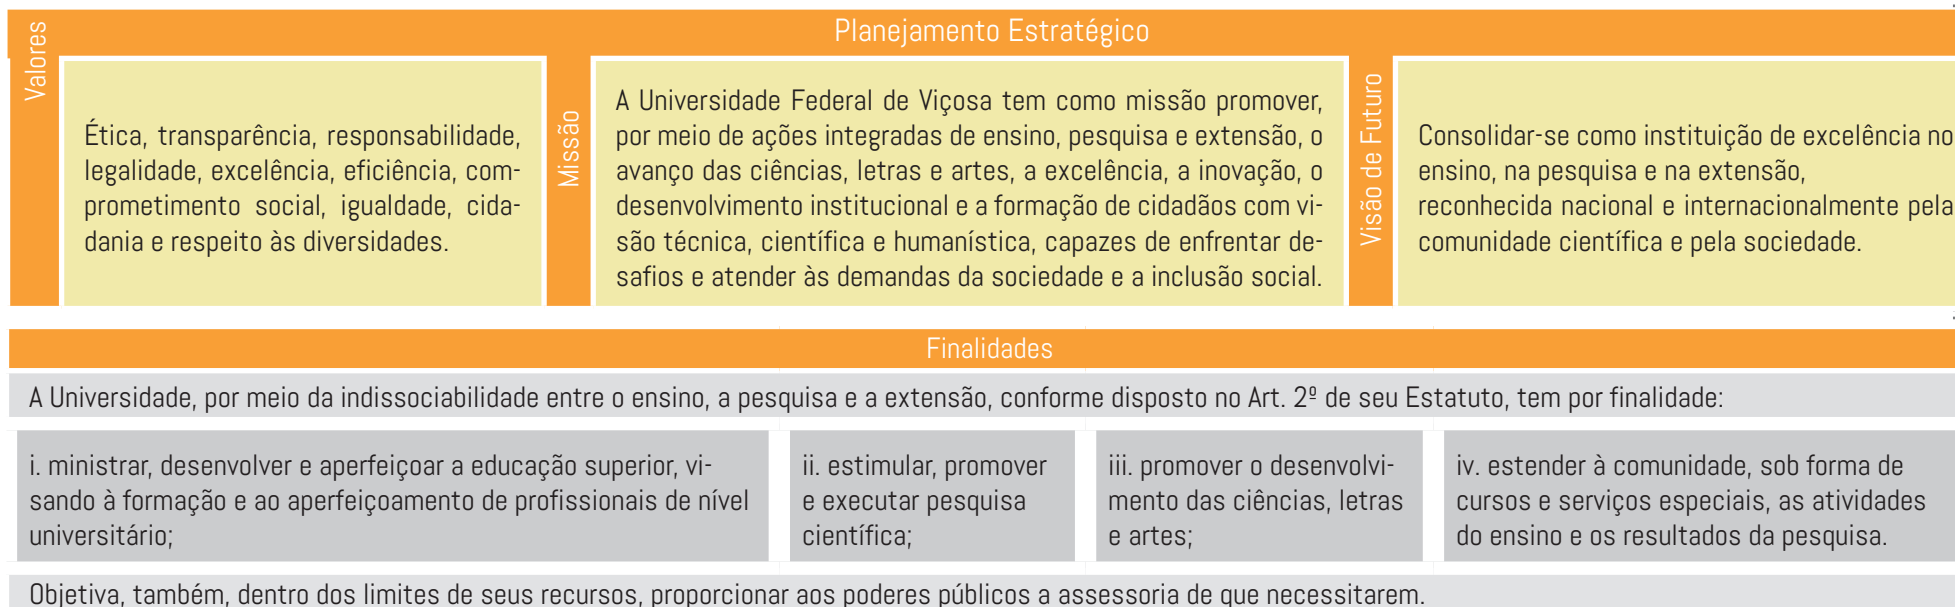 Planejamento Estratégico
Valores
Ética, transparência, responsabilidade,
legalidade, excelência, eficiência, com-
prometimento social, igualdade, cida-
dania e respeito às diversidades.
Missão
A Universidade Federal de Viçosa tem como missão promover,
por meio de ações integradas de ensino, pesquisa e extensão, o
avanço das ciências, letras e artes, a excelência, a inovação, o
desenvolvimento institucional e a formação de cidadãos com vi-
são técnica, científica e humanística, capazes de enfrentar de-
safios e atender às demandas da sociedade e a inclusão social.
Visão de Futuro
Consolidar-se como instituição de excelência no
ensino, na pesquisa e na extensão,
reconhecida nacional e internacionalmente pela
comunidade científica e pela sociedade.
Finalidades
A Universidade, por meio da indissociabilidade entre o ensino, a pesquisa e a extensão, conforme disposto no Art. 2º de seu Estatuto, tem por finalidade:
i. ministrar, desenvolver e aperfeiçoar a educação superior, vi-
sando à formação e ao aperfeiçoamento de profissionais de nível
universitário;
ii. estimular, promover
e executar pesquisa
científica;
iii. promover o desenvolvi-
mento das ciências, letras
e artes;
iv. estender à comunidade, sob forma de
cursos e serviços especiais, as atividades
do ensino e os resultados da pesquisa.
Objetiva, também, dentro dos limites de seus recursos, proporcionar aos poderes públicos a assessoria de que necessitarem.